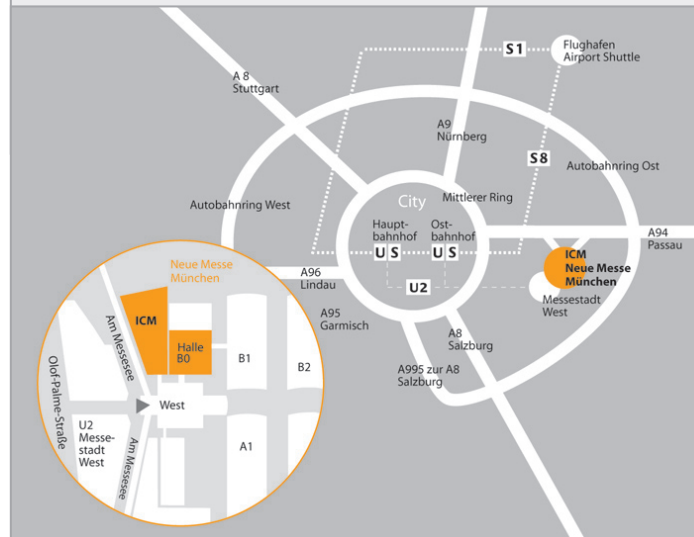 S1
Flughafen
Airport Shuttle
A 8
Stuttgart
A9
Nürnberg
S8
Autobahnring Ost
Autobahnring West
Mittlerer Ring
City
Haupt-
bahnhof
Ost-
bahnhof
U S
U S
A94
Passau
ICM
Neue Messe
München
U2
Messestadt
West
A96
Lindau
A95
Garmisch
A8
Salzburg
A995 zur A8
Salzburg
Neue Messe
München
ICM
Halle
B0
B1
B2
Am Messesee
Olof-Palme-Straße
West
U2
Messe-
stadt
West
Am Messesee
A1